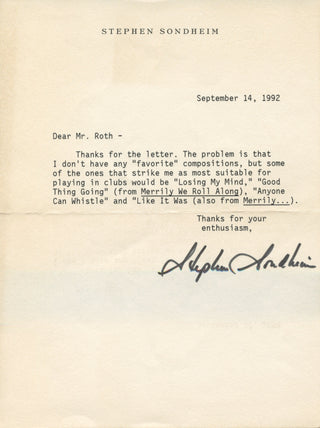 STEPHEN SONDHEIM
September 14, 1992
Dear Mr. Roth -
Thanks for the letter. The problem is that
I don't have any "favorite" compositions, but some
of the ones that strike me as most suitable for
playing in clubs would be "Losing My Mind," "Good
Thing Going" (from Merrily We Roll Along), "Anyone
Can Whistle" and "Like It Was (also from Merrily...).
Thanks for your
enthusiasm,
Stephen Sondheim